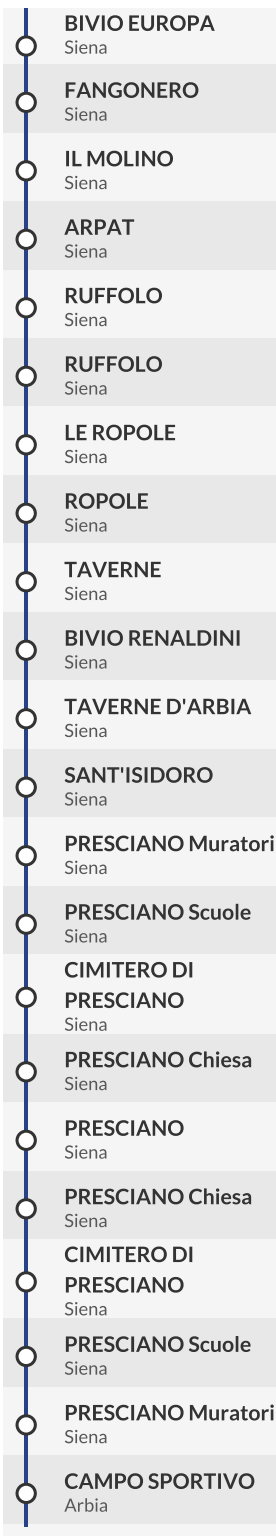 BIVIO EUROPA
Siena
FANGONERO
Siena
IL MOLINO
Siena
ARPAT
Siena
RUFFOLO
Siena
RUFFOLO
Siena
LE ROPOLE
Siena
ROPOLE
Siena
TAVERNE
Siena
BIVIO RENALDINI
Siena
TAVERNE D'ARBIA
Siena
SANT'ISIDORO
Siena
PRESCIANO Muratori
Siena
PRESCIANO Scuole
Siena
CIMITERO DI
PRESCIANO
Siena
PRESCIANO Chiesa
Siena
PRESCIANO
Siena
PRESCIANO Chiesa
Siena
CIMITERO DI
PRESCIANO
Siena
PRESCIANO Scuole
Siena
PRESCIANO Muratori
Siena
CAMPO SPORTIVO
Arbia